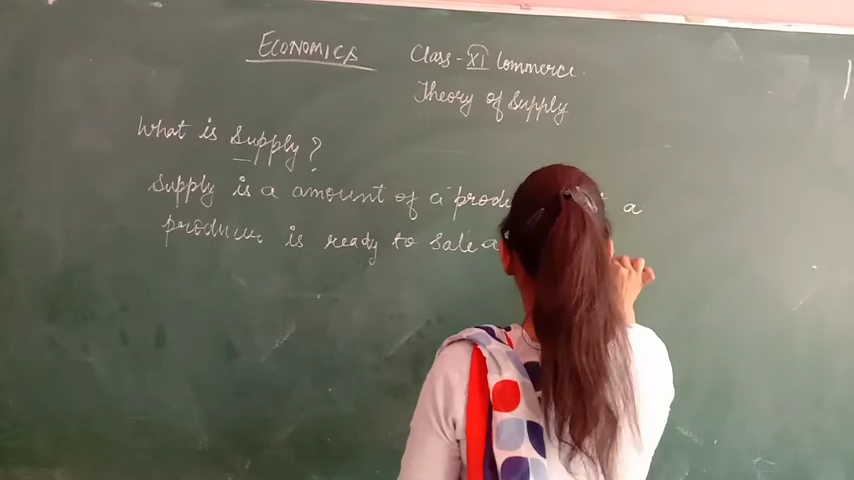 Economics
Class - XI Commerce.
Theory of Supply
What is Supply?
Supply is a amount of a a
producer is ready to sale